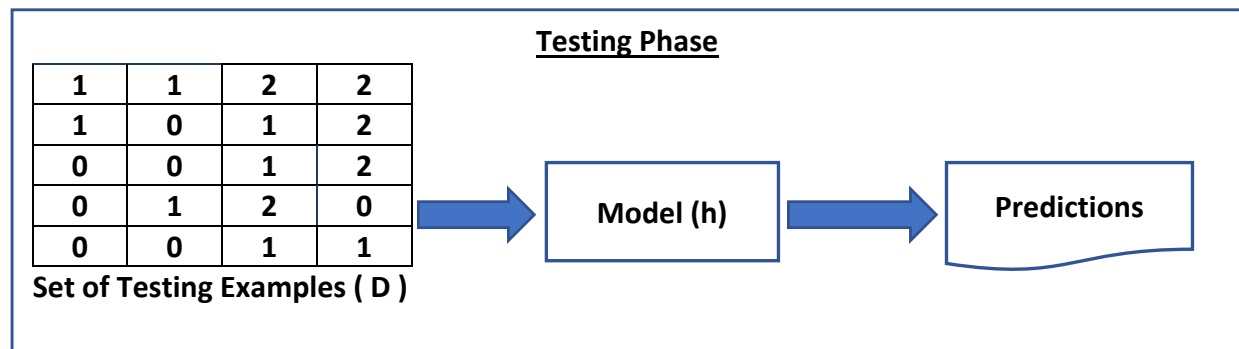 Testing Phase
1 1 2 2
1 0 1 2
0 0 1 2
0 1 2 0
0 0 1 1
Set of Testing Examples ( D )
Model (h)
Predictions